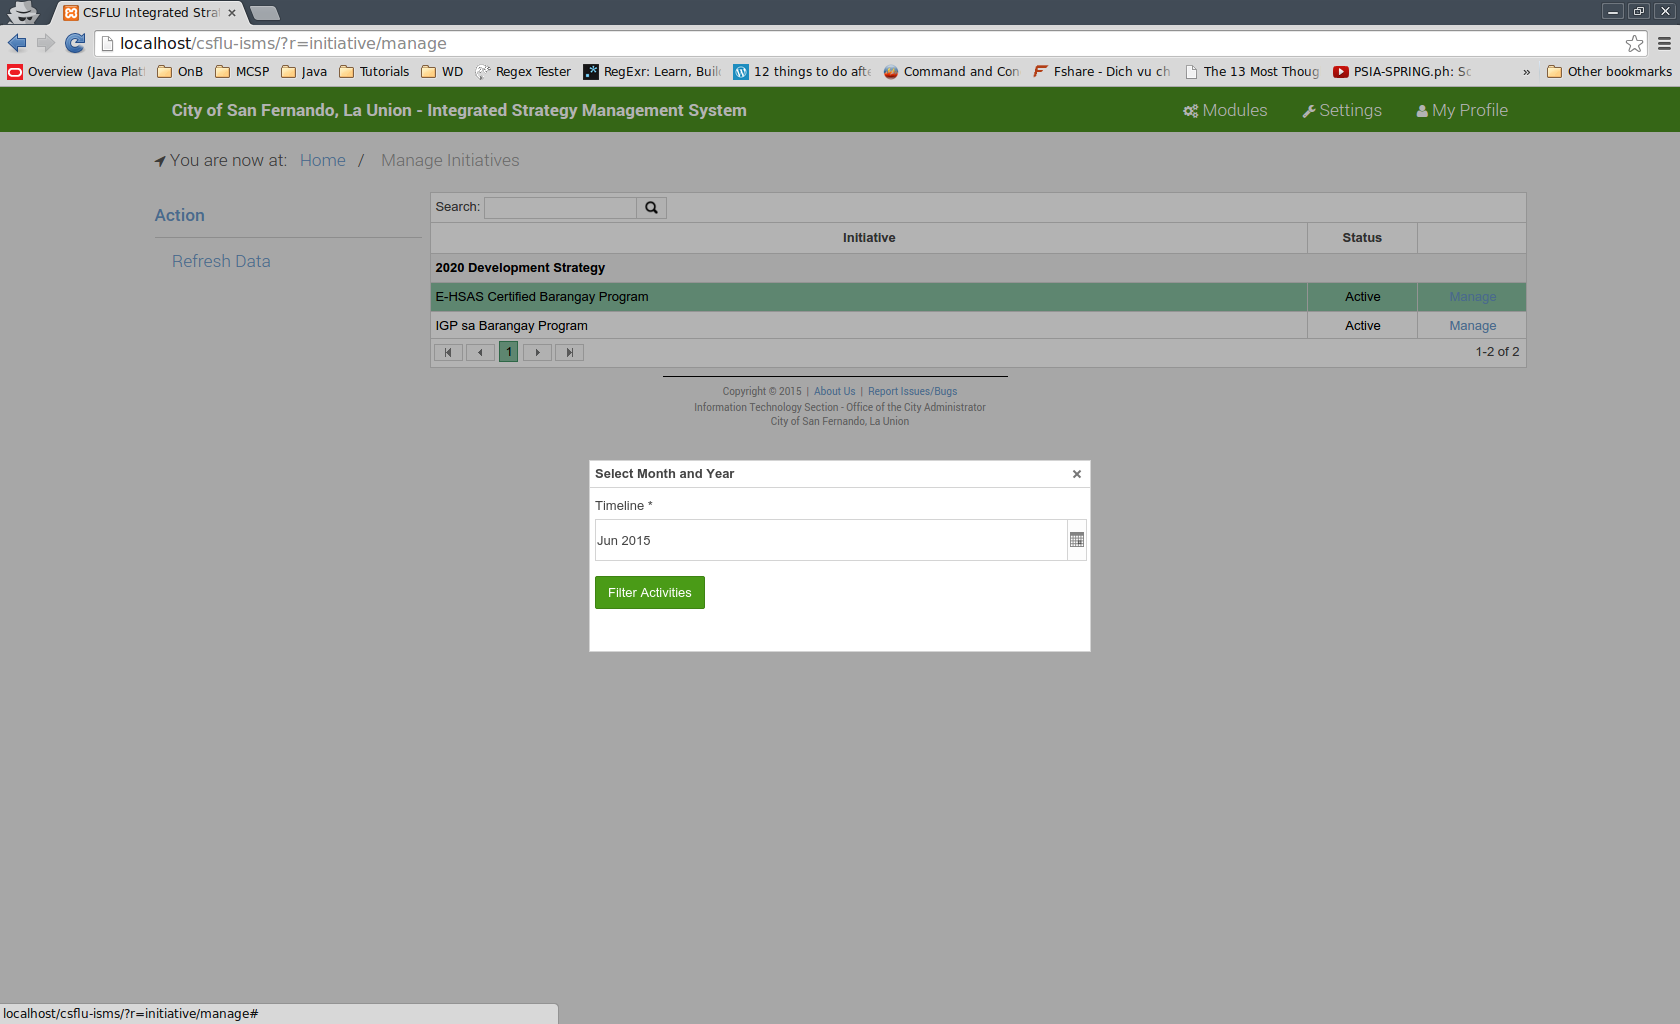 CSFLU Integrated Stra
localhost/csflu-isms/?r=initiative/manage
Overview (Java Plat OnB MCSP Java Tutorials WD Regex Tester RegExr: Learn, Buil 12 things to do afte Command and Con Fshare - Dich vu ch The 13 Most Thoug PSIA-SPRING.ph: Sc » Other bookmarks
City of San Fernando, La Union - Integrated Strategy Management System Modules Settings My Profile
You are now at: Home / Manage Initiatives
Action
Refresh Data
Search:
Initiative Status
2020 Development Strategy
E-HSAS Certified Barangay Program Active Manage
IGP sa Barangay Program Active Manage
1 1-2 of 2
Copyright © 2015 | About Us | Report Issues/Bugs
Information Technology Section - Office of the City Administrator
City of San Fernando, La Union
Select Month and Year
Timeline *
Jun 2015
Filter Activities
localhost/csflu-isms/?r=initiative/manage#